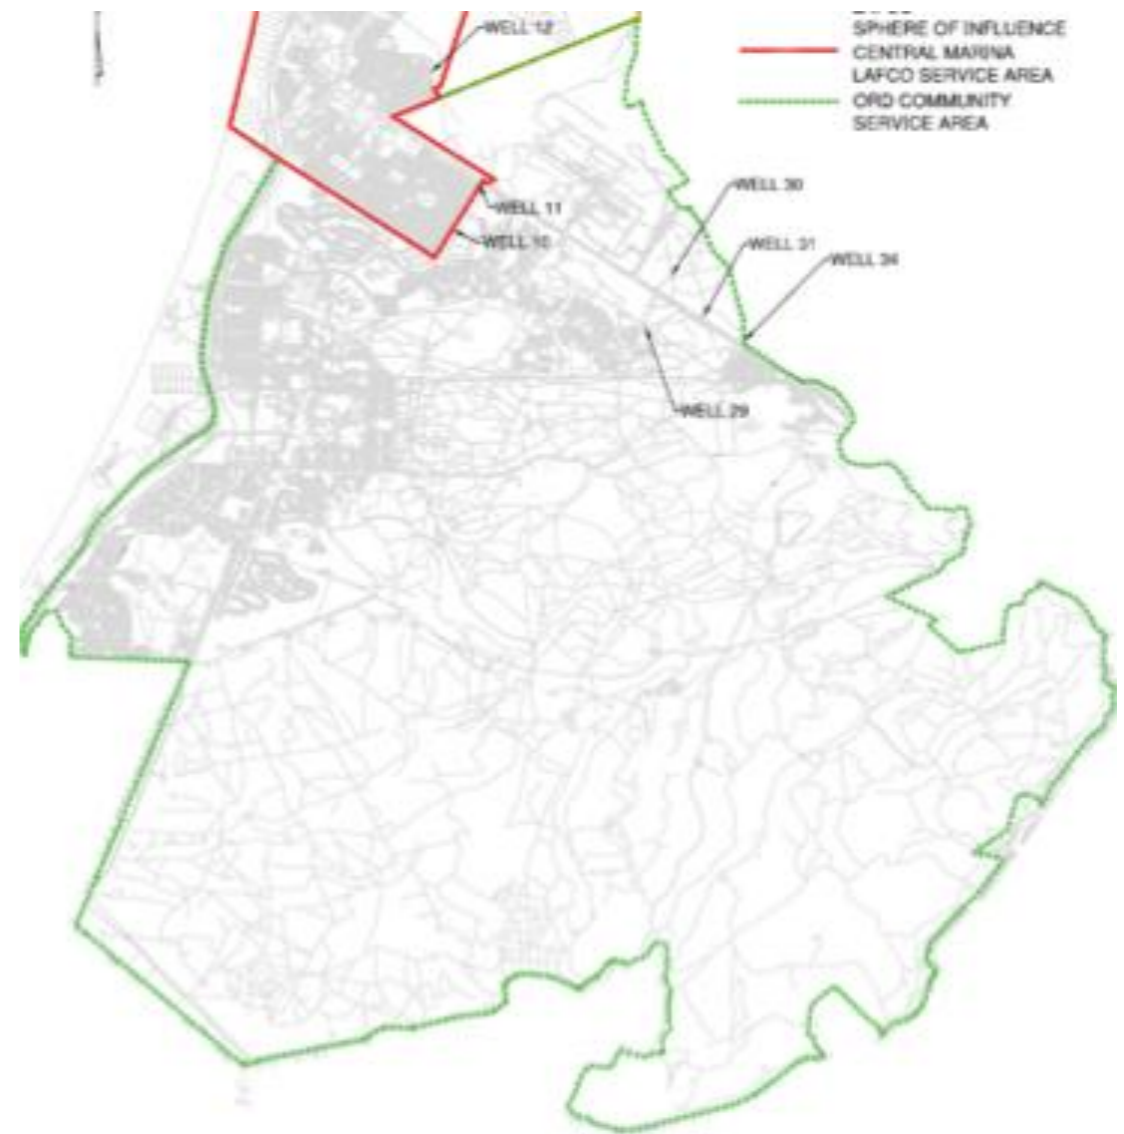 WELL 12
SPHERE OF INFLUENCE
CENTRAL MARINA
LAFCO SERVICE AREA
ORD COMMUNITY
SERVICE AREA
WELL 30
WELL 11
WELL 10
WELL 31
WELL 34
WELL 29